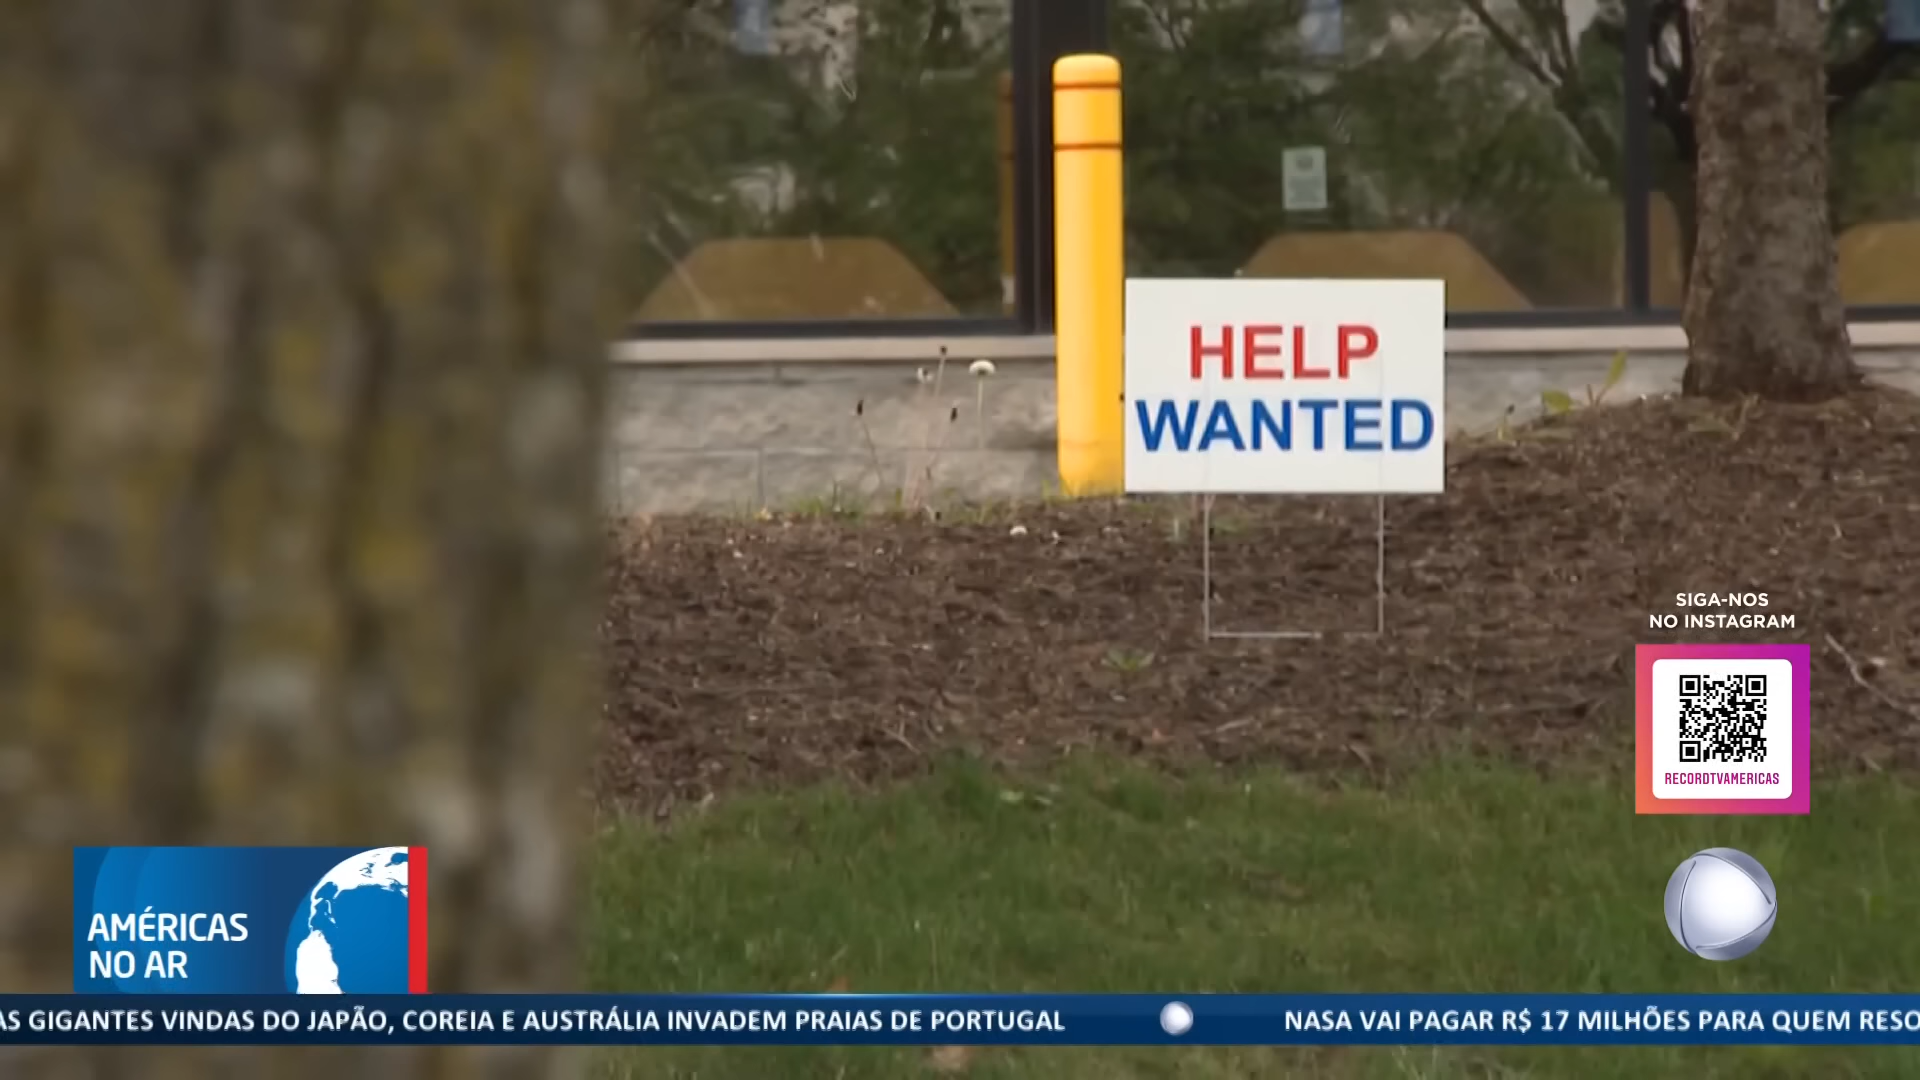 HELP
WANTED
SIGA-NOS
NO INSTAGRAM
RECORDTVAMERICAS
AMÉRICAS
NO AR
AS GIGANTES VINDAS DO JAPÃO, COREIA E AUSTRÁLIA INVADEM PRAIAS DE PORTUGAL
NASA VAI PAGAR R$ 17 MILHÕES PARA QUEM RESO